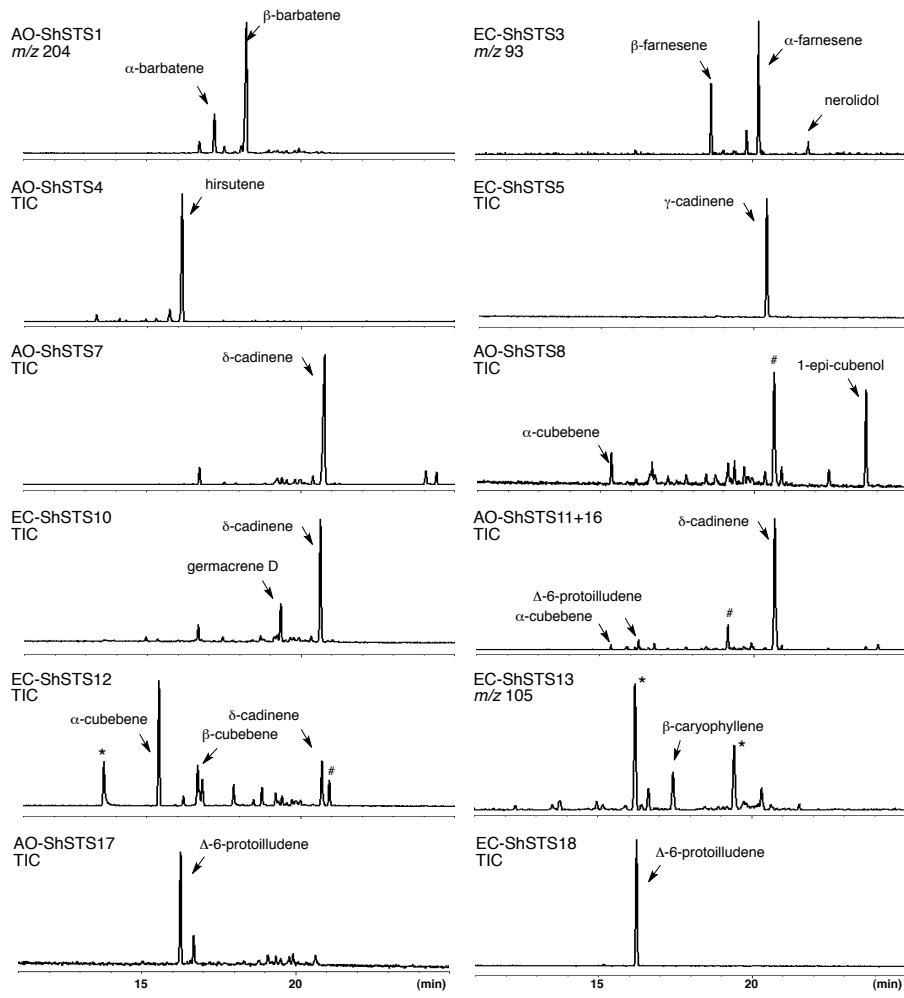 AO-ShSTS1
m/z 204
β-barbatene
α-barbatene
EC-ShSTS3
m/z 93
β-farnesene
α-farnesene
nerolidol
AO-ShSTS4
TIC
hirsutene
EC-ShSTS5
TIC
γ-cadinene
AO-ShSTS7
TIC
δ-cadinene
AO-ShSTS8
TIC
#
1-epi-cubenol
α-cubebene
EC-ShSTS10
TIC
δ-cadinene
germacrene D
AO-ShSTS11+16
TIC
δ-cadinene
Δ-6-protoilludene
α-cubebene
#
EC-ShSTS12
TIC
α-cubebene
δ-cadinene
β-cubebene
*
#
EC-ShSTS13
m/z 105
*
β-caryophyllene
*
AO-ShSTS17
TIC
Δ-6-protoilludene
EC-ShSTS18
TIC
Δ-6-protoilludene
15 20 (min)
15 20 (min)